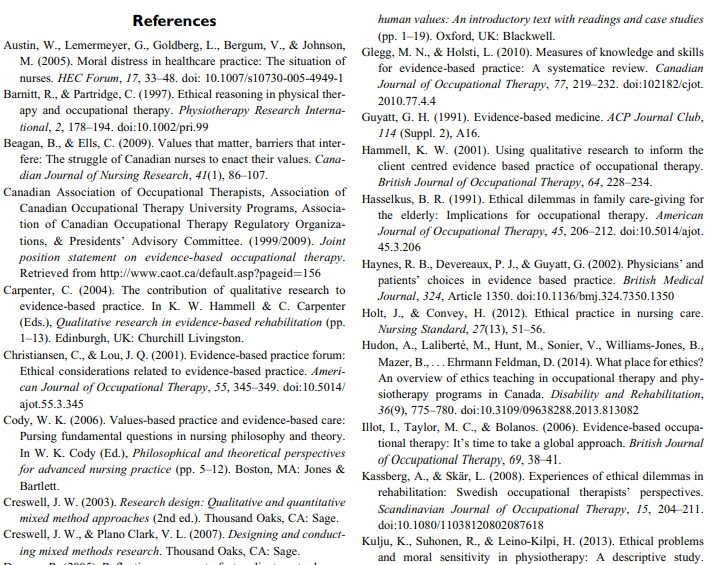 References
Austin, W., Lemermeyer, G., Goldberg, L., Bergum, V., & Johnson,
M. (2005). Moral distress in healthcare practice: The situation of
nurses. HEC Forum, 17, 33–48. doi: 10.1007/s10730-005-4949-1
Barnitt, R., & Partridge, C. (1997). Ethical reasoning in physical ther-
apy and occupational therapy. Physiotherapy Research Interna-
tional, 2, 178–194. doi:10.1002/pri.99
Beagan, B., & Ells, C. (2009). Values that matter, barriers that inter-
fere: The struggle of Canadian nurses to enact their values. Cana-
dian Journal of Nursing Research, 41(1), 86–107.
Canadian Association of Occupational Therapists, Association of
Canadian Occupational Therapy University Programs, Associa-
tion of Canadian Occupational Therapy Regulatory Organiza-
tions, & Presidents' Advisory Committee. (1999/2009). Joint
position statement on evidence-based occupational therapy.
Retrieved from http://www.caot.ca/default.asp?pageid=156
Carpenter, C. (2004). The contribution of qualitative research to
evidence-based practice. In K. W. Hammell & C. Carpenter
(Eds.), Qualitative research in evidence-based rehabilitation (pp.
1–13). Edinburgh, UK: Churchill Livingston.
Christiansen, C., & Lou, J. Q. (2001). Evidence-based practice forum:
Ethical considerations related to evidence-based practice. Ameri-
can Journal of Occupational Therapy, 55, 345–349. doi:10.5014/
ajot.55.3.345
Cody, W. K. (2006). Values-based practice and evidence-based care:
Pursing fundamental questions in nursing philosophy and theory.
In W. K. Cody (Ed.), Philosophical and theoretical perspectives
for advanced nursing practice (pp. 5–12). Boston, MA: Jones &
Bartlett.
Creswell, J. W. (2003). Research design: Qualitative and quantitative
mixed method approaches (2nd ed.). Thousand Oaks, CA: Sage.
Creswell, J. W., & Plano Clark, V. L. (2007). Designing and conduct-
ing mixed methods research. Thousand Oaks, CA: Sage.
human values: An introductory text with readings and case studies
(pp. 1–19). Oxford, UK: Blackwell.
Glegg, M. N., & Holsti, L. (2010). Measures of knowledge and skills
for evidence-based practice: A systematice review. Canadian
Journal of Occupational Therapy, 77, 219–232. doi:102182/cjot.
2010.77.4.4
Guyatt, G. H. (1991). Evidence-based medicine. ACP Journal Club,
114 (Suppl. 2), A16.
Hammell, K. W. (2001). Using qualitative research to inform the
client centred evidence based practice of occupational therapy.
British Journal of Occupational Therapy, 64, 228–234.
Hasselkus, B. R. (1991). Ethical dilemmas in family care-giving for
the elderly: Implications for occupational therapy. American
Journal of Occupational Therapy, 45, 206–212. doi:10.5014/ajot.
45.3.206
Haynes, R. B., Devereaux, P. J., & Guyatt, G. (2002). Physicians' and
patients' choices in evidence based practice. British Medical
Journal, 324, Article 1350. doi:10.1136/bmj.324.7350.1350
Holt, J., & Convey, H. (2012). Ethical practice in nursing care.
Nursing Standard, 27(13), 51–56.
Hudon, A., Laliberté, M., Hunt, M., Sonier, V., Williams-Jones, B.,
Mazer, B., . . . Ehrmann Feldman, D. (2014). What place for ethics?
An overview of ethics teaching in occupational therapy and phy-
siotherapy programs in Canada. Disability and Rehabilitation,
36(9), 775–780. doi:10.3109/09638288.2013.813082
Illot, I., Taylor, M. C., & Bolanos. (2006). Evidence-based occupa-
tional therapy: It's time to take a global approach. British Journal
of Occupational Therapy, 69, 38–41.
Kassberg, A., & Skär, L. (2008). Experiences of ethical dilemmas in
rehabilitation: Swedish occupational therapists' perspectives.
Scandinavian Journal of Occupational Therapy, 15, 204–211.
doi:10.1080/11038120802087618
Kulju, K., Suhonen, R., & Leino-Kilpi, H. (2013). Ethical problems
and moral sensitivity in physiotherapy: A descriptive study.